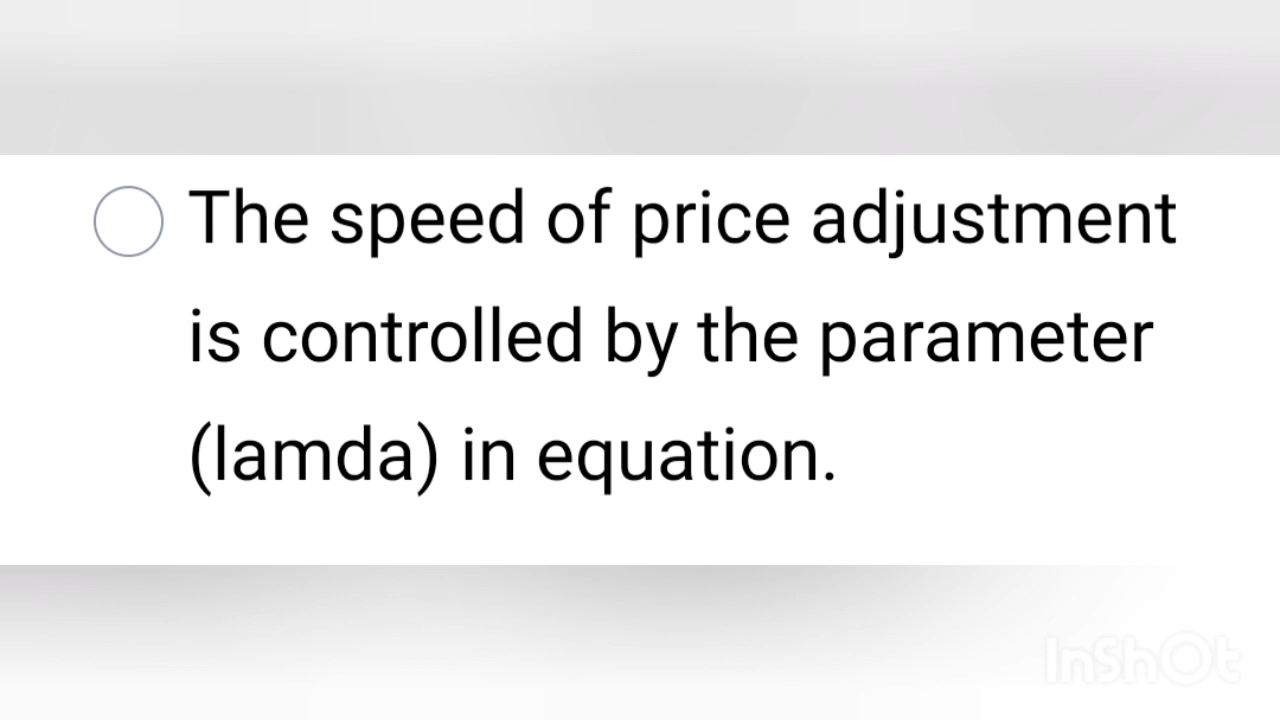 The speed of price adjustment
is controlled by the parameter
(lamda) in equation.
InShOt